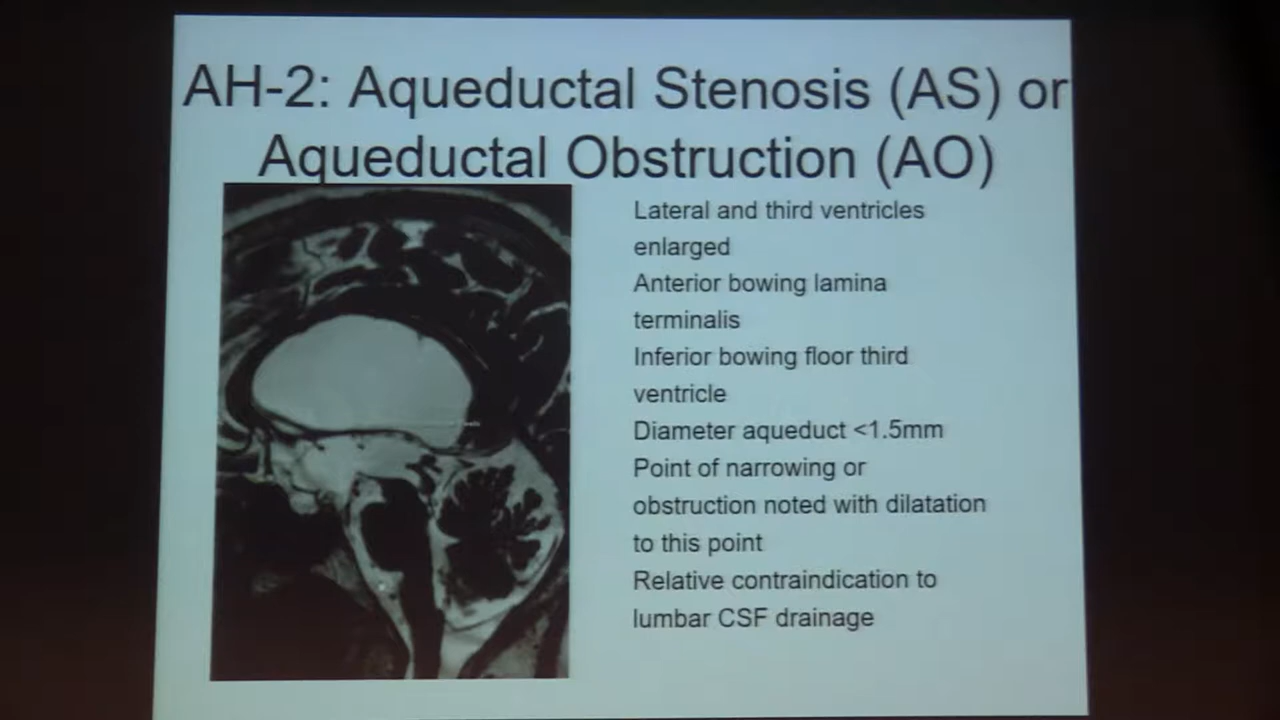 AH-2: Aqueductal Stenosis (AS) or
Aqueductal Obstruction (AO)
Lateral and third ventricles
enlarged
Anterior bowing lamina
terminalis
Inferior bowing floor third
ventricle
Diameter aqueduct <1.5mm
Point of narrowing or
obstruction noted with dilatation
to this point
Relative contraindication to
lumbar CSF drainage